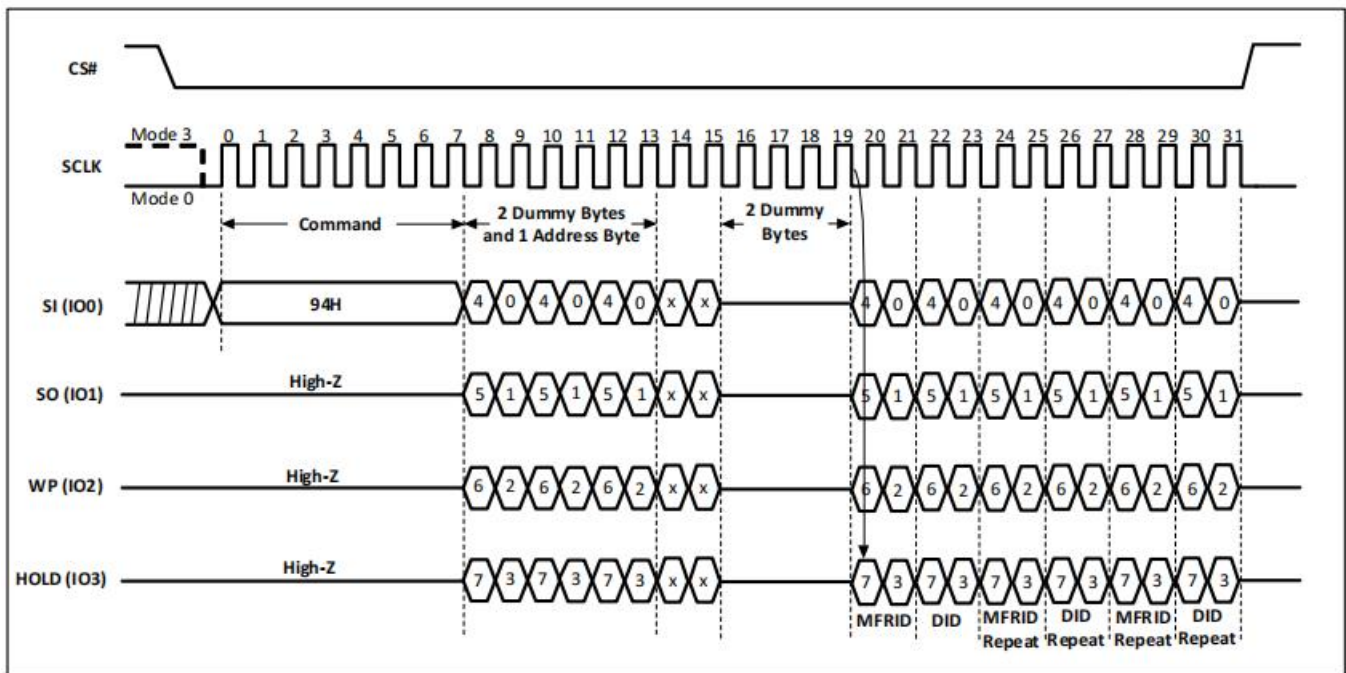 CS#
Mode 3
0 1 2 3 4 5 6 7 8 9 10 11 12 13 14 15 16 17 18 19 20 21 22 23 24 25 26 27 28 29 30 31
SCLK
Mode 0
Command
2 Dummy Bytes
and 1 Address Byte
2 Dummy
Bytes
SI (IO0)
94H
4 0 4 0 4 0 x x
4 0 4 0 4 0 4 0 4 0 4 0
SO (IO1)
High-Z
5 1 5 1 5 1 x x
5 1 5 1 5 1 5 1 5 1 5 1
WP (IO2)
High-Z
6 2 6 2 6 2 x x
6 2 6 2 6 2 6 2 6 2 6 2
HOLD (IO3)
High-Z
7 3 7 3 7 3 x x
7 3 7 3 7 3 7 3 7 3 7 3
MFRID
DID
MFRID
Repeat
DID
Repeat
MFRID
Repeat
DID
Repeat